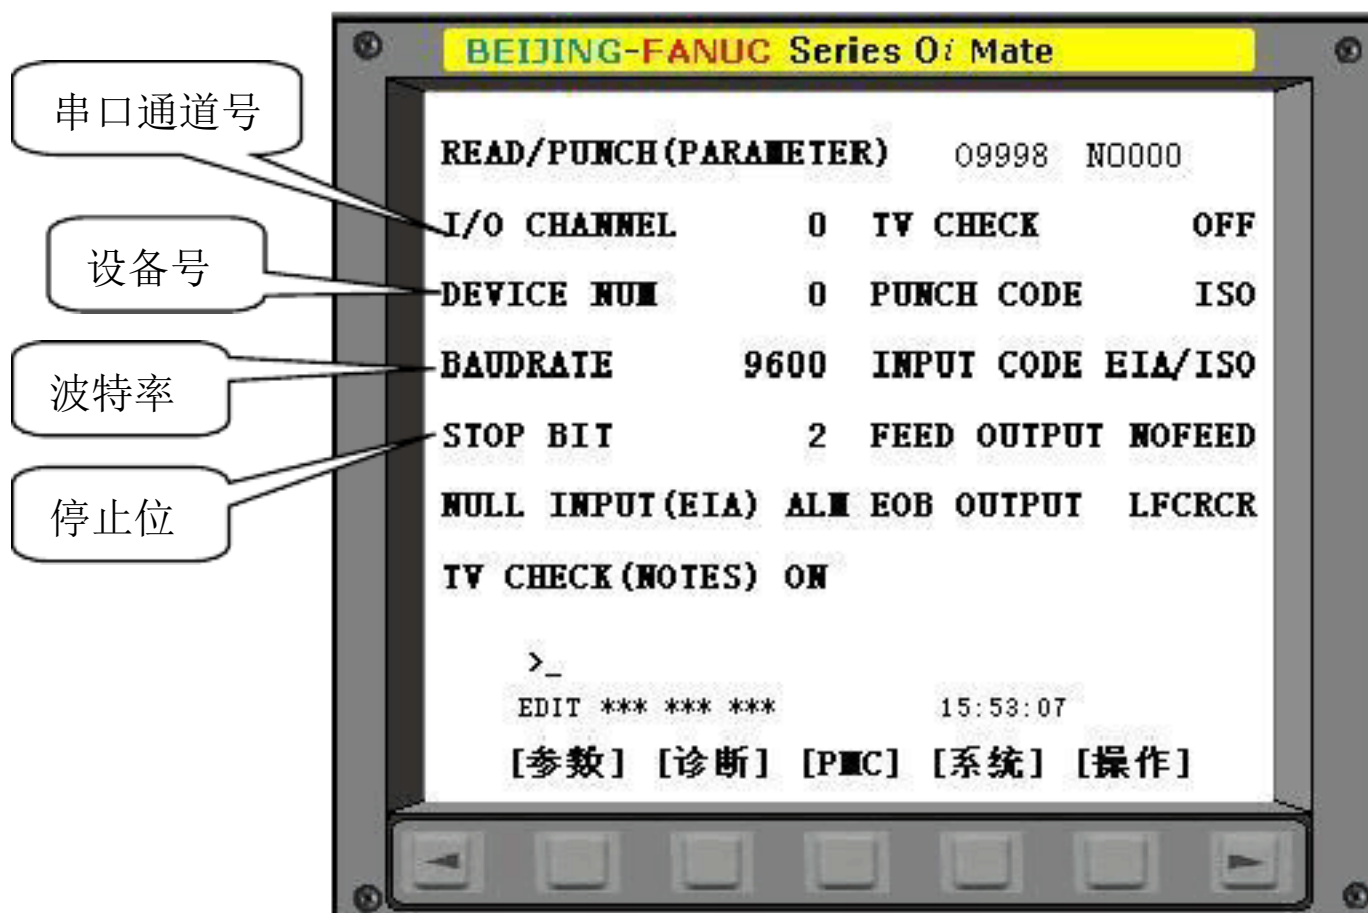 BEIJING-FANUC Series 0i Mate
串口通道号
设备号
波特率
停止位
READ/PUNCH(PARAMETER) O9998 N0000
I/O CHANNEL 0 TV CHECK OFF
DEVICE NUM 0 PUNCH CODE ISO
BAUDRATE 9600 INPUT CODE EIA/ISO
STOP BIT 2 FEED OUTPUT NOFEED
NULL INPUT(EIA) ALM EOB OUTPUT LFCRCR
TV CHECK(NOTES) ON
>_
EDIT *** *** *** 15:53:07
[参数] [诊断] [PMC] [系统] [操作]